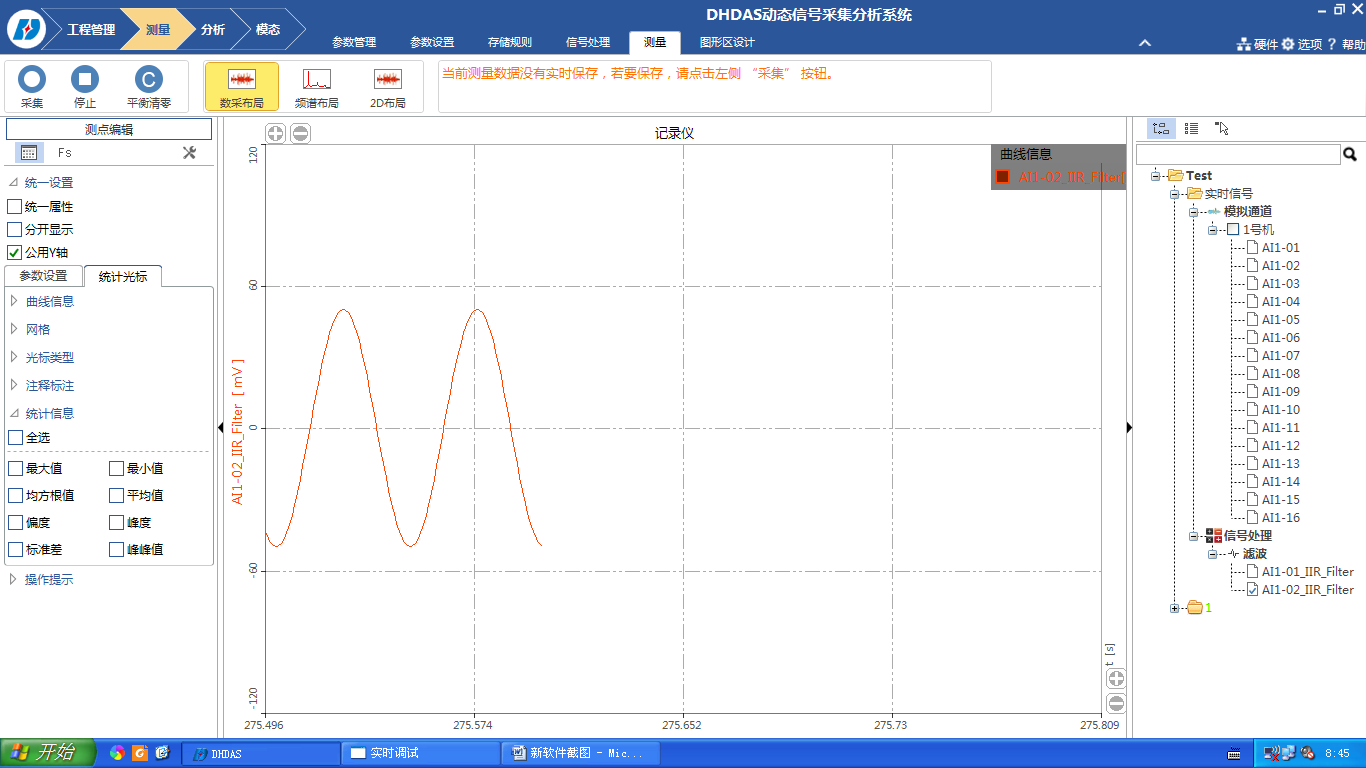 DHDAS动态信号采集分析系统
工程管理 测量 分析 模态
参数管理 参数设置 存储规则 信号处理 测量 图形区设计
硬件 选项 ? 帮助
采集 停止 平衡清零 数采布局 频谱布局 2D布局
当前测量数据没有实时保存，若要保存，请点击左侧 “采集” 按钮。
测点编辑
Fs
统一设置
统一属性
分开显示
公用Y轴
参数设置 统计光标
曲线信息
网格
光标类型
注释标注
统计信息
全选
最大值 最小值
均方根值 平均值
偏度 峰度
标准差 峰峰值
操作提示
记录仪
曲线信息
AI1-02_IIR_Filter[
120
60
0
-60
-120
AI1-02_IIR_Filter [ mV ]
275.496 275.574 275.652 275.73 275.809
t [s]
Test
实时信号
模拟通道
1号机
AI1-01
AI1-02
AI1-03
AI1-04
AI1-05
AI1-06
AI1-07
AI1-08
AI1-09
AI1-10
AI1-11
AI1-12
AI1-13
AI1-14
AI1-15
AI1-16
信号处理
滤波
AI1-01_IIR_Filter
AI1-02_IIR_Filter
1
开始 DHDAS 实时调试 新软件截图 - Mic... 8:45